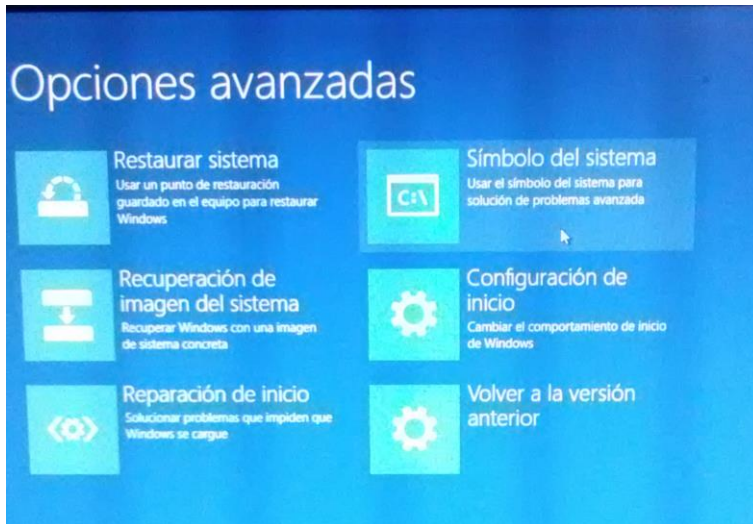 Opciones avanzadas
Restaurar sistema
Usar un punto de restauración
guardado en el equipo para restaurar
Windows
Símbolo del sistema
Usar el símbolo del sistema para
solución de problemas avanzada
C:\
Recuperación de
imagen del sistema
Recuperar Windows con una imagen
de sistema concreta
Configuración de
inicio
Cambiar el comportamiento de inicio
de Windows
Reparación de inicio
Solucionar problemas que impiden que
Windows se cargue
Volver a la versión
anterior